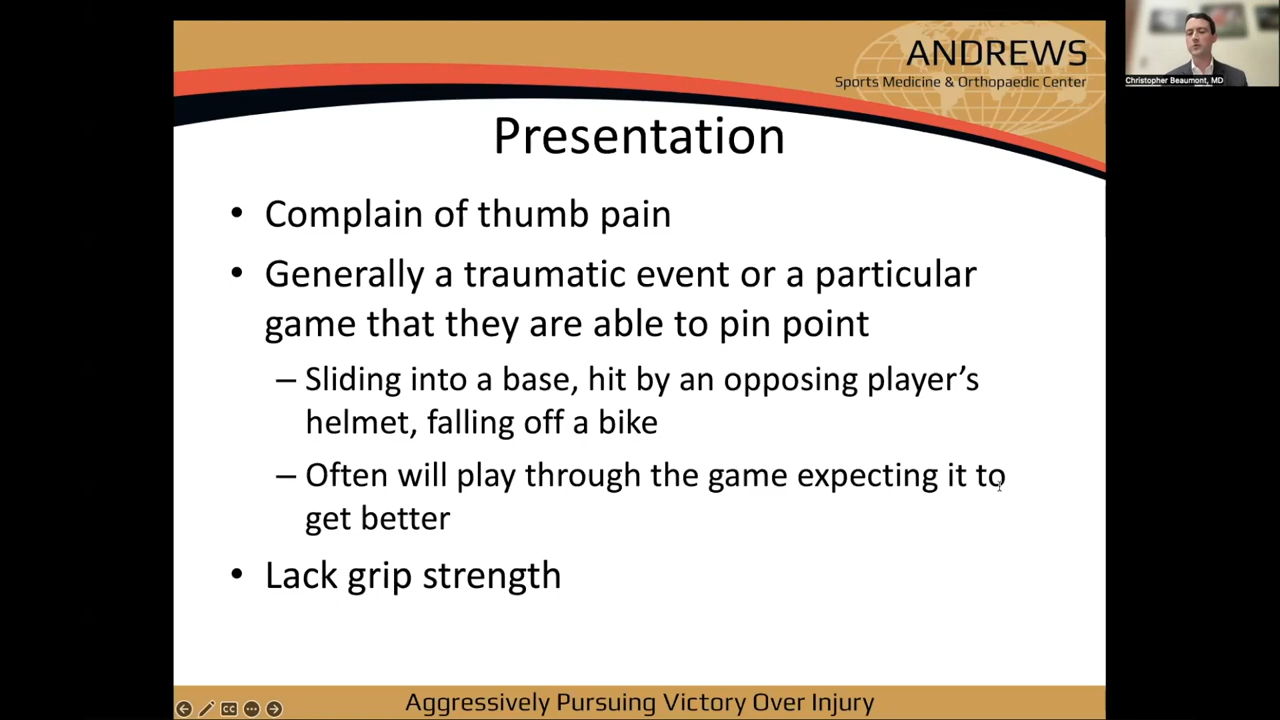 ANDREWS
Sports Medicine & Orthopaedic Center
Christopher Beaumont, MD
Presentation
• Complain of thumb pain
• Generally a traumatic event or a particular
game that they are able to pin point
– Sliding into a base, hit by an opposing player’s
helmet, falling off a bike
– Often will play through the game expecting it to
get better
• Lack grip strength
CC
Aggressively Pursuing Victory Over Injury